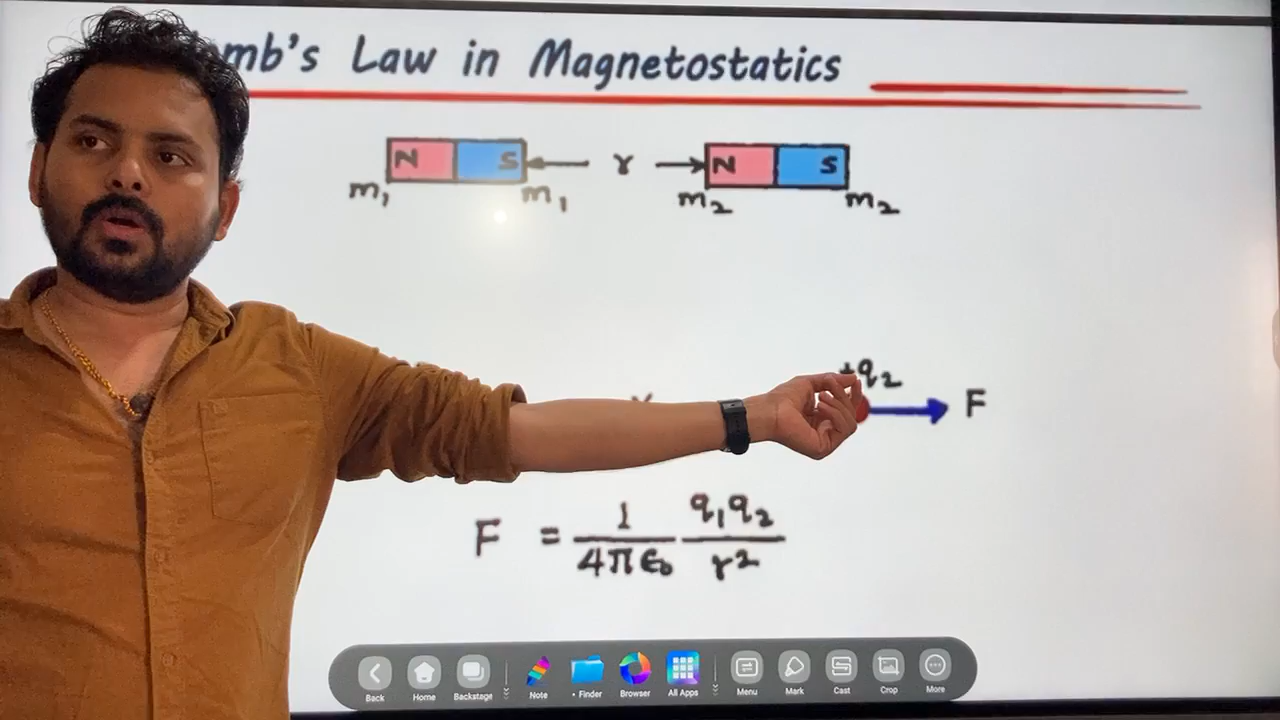 mb's Law in Magnetostatics
N S r N S
m₁ m₁ m₂ m₂
q₂
F
F = 1/4πε₀ q₁q₂/r²
Back Home Backstage Note • Finder Browser All Apps Menu Mark Cast Crop More